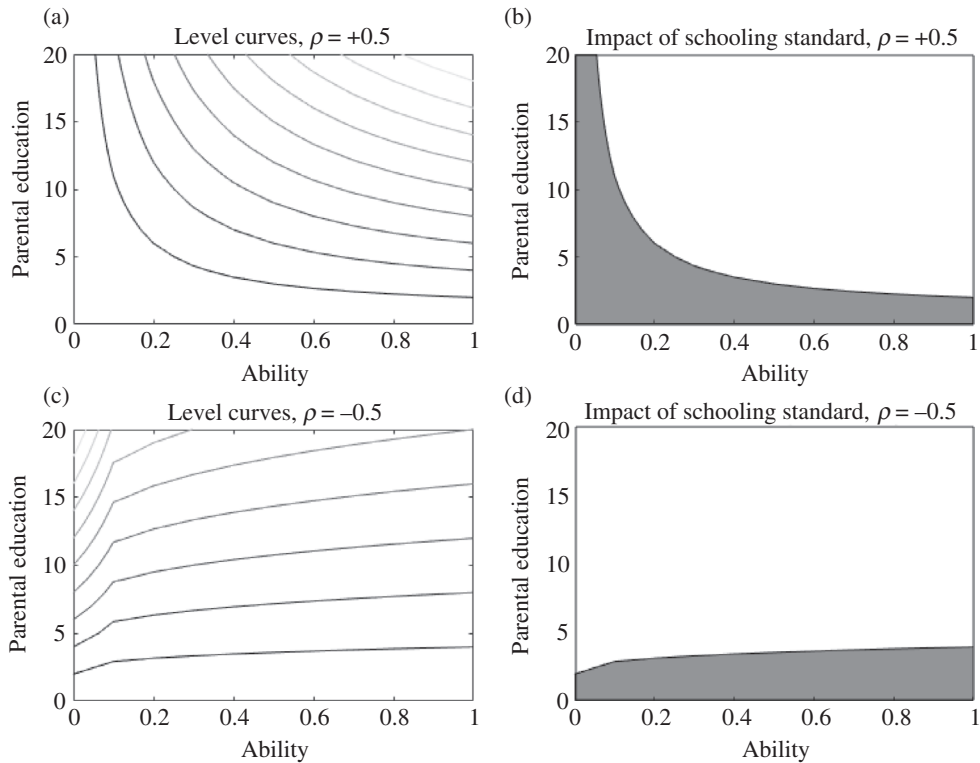 (a)
Level curves, ρ = +0.5
20
15
10
5
0
Parental education
0 0.2 0.4 0.6 0.8 1
Ability
(b)
Impact of schooling standard, ρ = +0.5
20
15
10
5
0
Parental education
0 0.2 0.4 0.6 0.8 1
Ability
(c)
Level curves, ρ = –0.5
20
15
10
5
0
Parental education
0 0.2 0.4 0.6 0.8 1
Ability
(d)
Impact of schooling standard, ρ = –0.5
20
15
10
5
0
Parental education
0 0.2 0.4 0.6 0.8 1
Ability